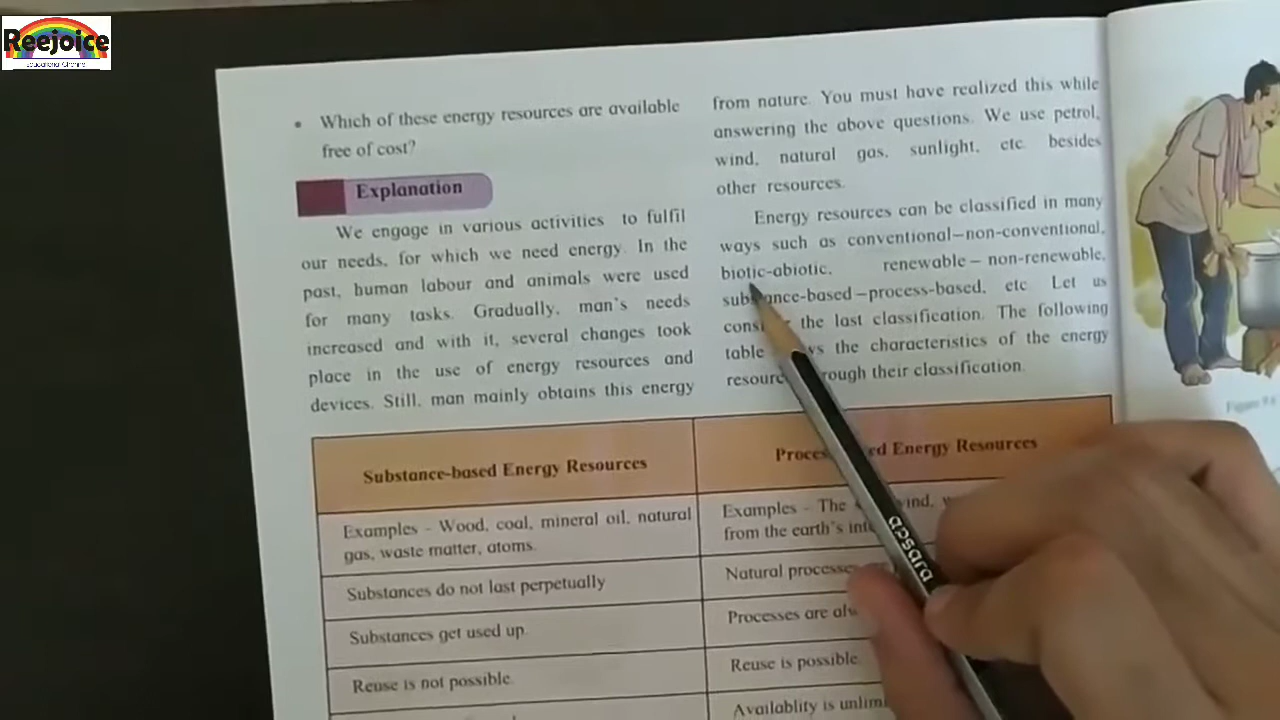 Reejoice
Educational Channel
• Which of these energy resources are available
free of cost?
Explanation
We engage in various activities to fulfil
our needs, for which we need energy. In the
past, human labour and animals were used
for many tasks. Gradually, man's needs
increased and with it, several changes took
place in the use of energy resources and
devices. Still, man mainly obtains this energy
from nature. You must have realized this while
answering the above questions. We use petrol,
wind, natural gas, sunlight, etc. besides
other resources.
Energy resources can be classified in many
ways such as conventional–non-conventional,
biotic-abiotic, renewable – non-renewable,
substance-based –process-based, etc Let us
the last classification. The following
table the characteristics of the energy
through their classification.
Substance-based Energy Resources
Energy Resources
Examples - Wood, coal, mineral oil, natural
gas, waste matter, atoms.
Examples - The wind,
from the earth's
Substances do not last perpetually
Natural processes
Substances get used up.
Processes are
Reuse is not possible.
Reuse is possible.
Availablity is
apsara
Figure